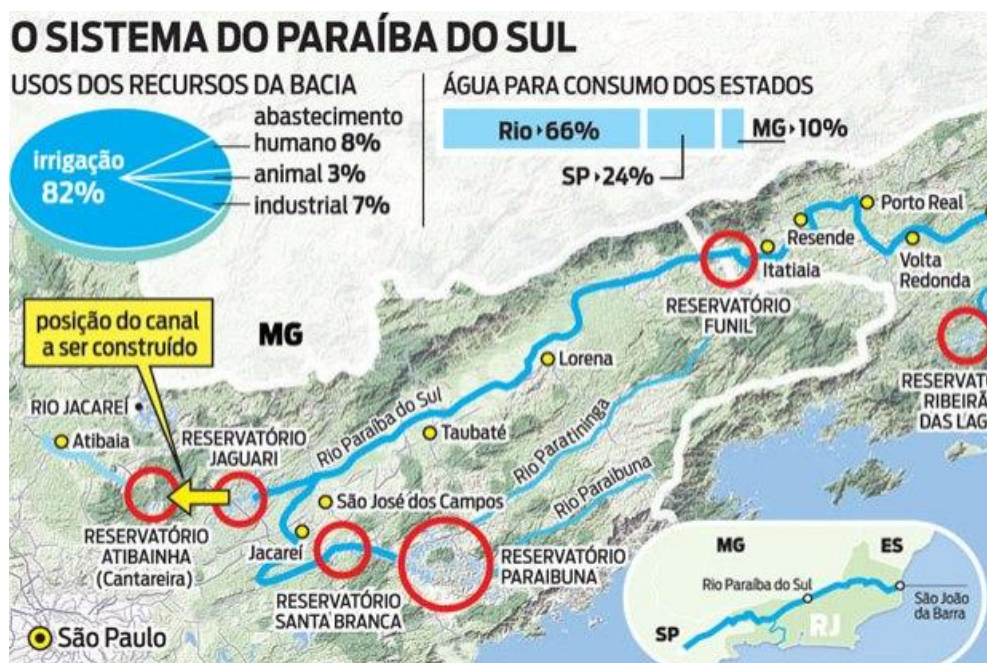 O SISTEMA DO PARAÍBA DO SUL
USOS DOS RECURSOS DA BACIA
irrigação
82%
abastecimento
humano 8%
animal 3%
industrial 7%
ÁGUA PARA CONSUMO DOS ESTADOS
Rio 66%
SP 24%
MG 10%
Porto Real
Resende
Itatiaia
Volta
Redonda
RESERVATÓRIO
FUNIL
posição do canal
a ser construído
MG
Lorena
RESERVATÓ
RIBEIRÃ
DAS LAG
RIO JACAREÍ
Atibaia
RESERVATÓRIO
JAGUARI
Rio Paraíba do Sul
Taubaté
Rio Paratininga
Rio Paraibuna
São José dos Campos
RESERVATÓRIO
ATIBAINHA
(Cantareira)
Jacareí
RESERVATÓRIO
SANTA BRANCA
RESERVATÓRIO
PARAIBUNA
São Paulo
MG
ES
Rio Paraíba do Sul
São João
da Barra
SP
RJ